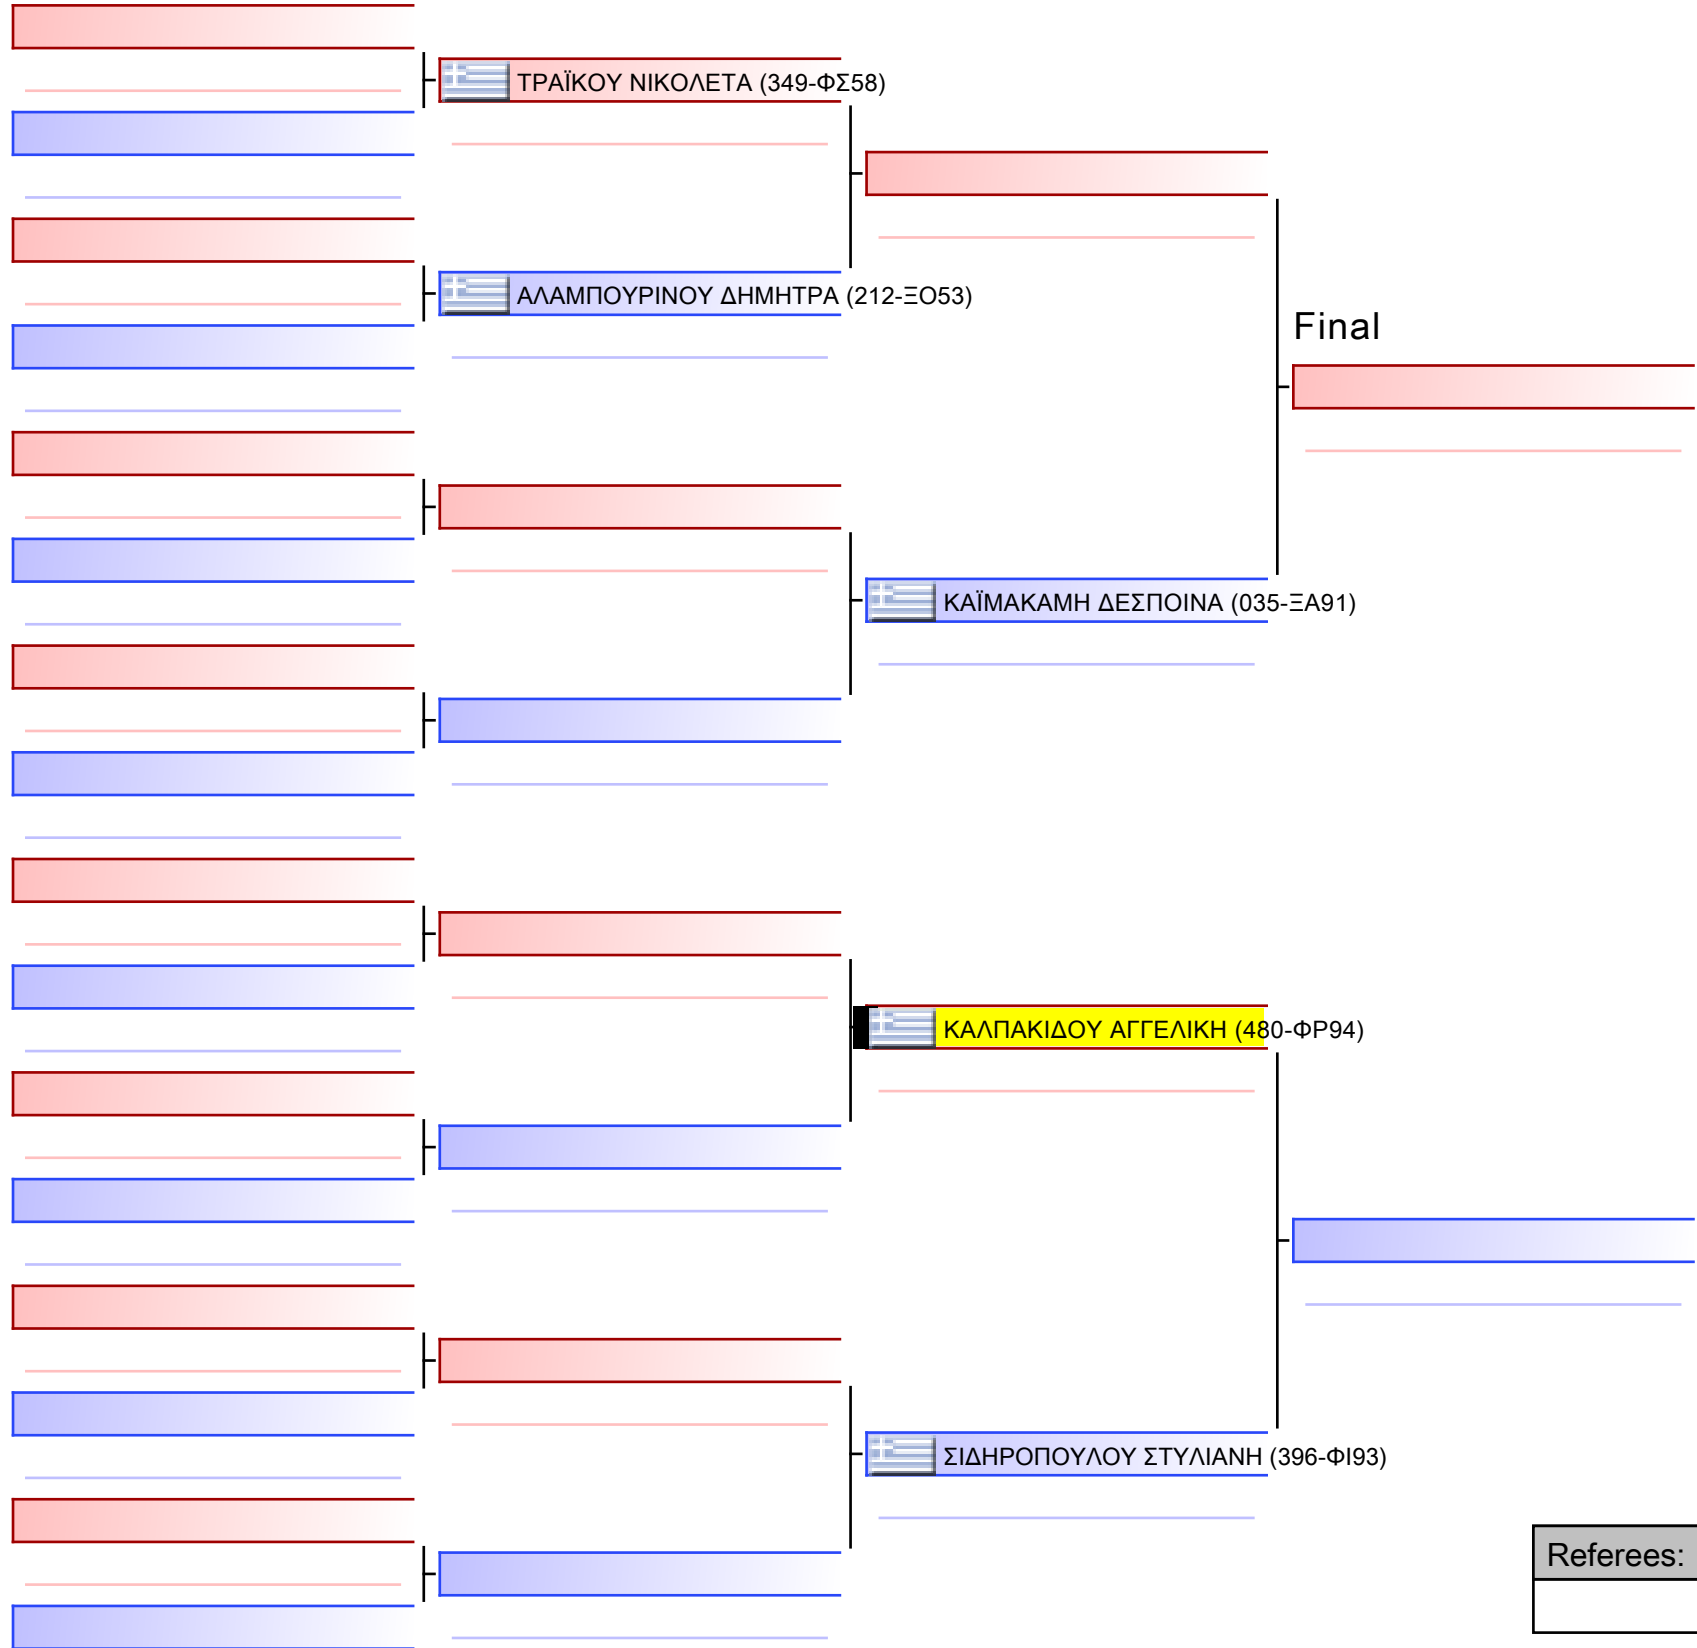 ΤΡΑΪΚΟΥ ΝΙΚΟΛΕΤΑ (349-ΦΣ58)
ΑΛΑΜΠΟΥΡΙΝΟΥ ΔΗΜΗΤΡΑ (212-ΞΟ53)
Final
ΚΑΪΜΑΚΑΜΗ ΔΕΣΠΟΙΝΑ (035-ΞΑ91)
ΚΑΛΠΑΚΙΔΟΥ ΑΓΓΕΛΙΚΗ (480-ΦΡ94)
ΣΙΔΗΡΟΠΟΥΛΟΥ ΣΤΥΛΙΑΝΗ (396-ΦΙ93)
Referees: